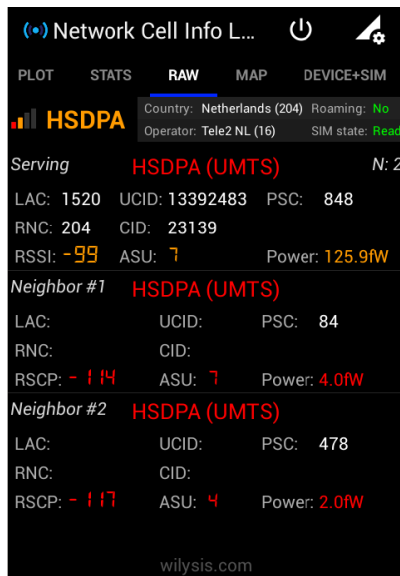 Network Cell Info L...
PLOT STATS RAW MAP DEVICE+SIM
HSDPA
Country: Netherlands (204) Roaming: No
Operator: Tele2 NL (16) SIM state: Read
Serving HSDPA (UMTS) N: 2
LAC: 1520 UCID: 13392483 PSC: 848
RNC: 204 CID: 23139
RSSI: -99 ASU: 7 Power: 125.9fW
Neighbor #1 HSDPA (UMTS)
LAC: UCID: PSC: 84
RNC: CID:
RSCP: -114 ASU: 7 Power: 4.0fW
Neighbor #2 HSDPA (UMTS)
LAC: UCID: PSC: 478
RNC: CID:
RSCP: -117 ASU: 4 Power: 2.0fW
wilysis.com